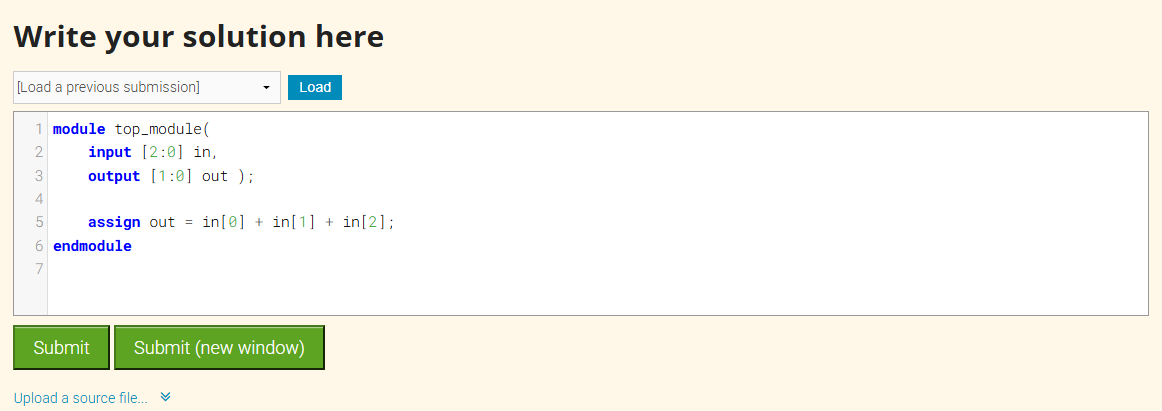 Write your solution here
[Load a previous submission] Load
1 module top_module(
2     input [2:0] in,
3     output [1:0] out );
4
5     assign out = in[0] + in[1] + in[2];
6 endmodule
7
Submit Submit (new window)
Upload a source file...